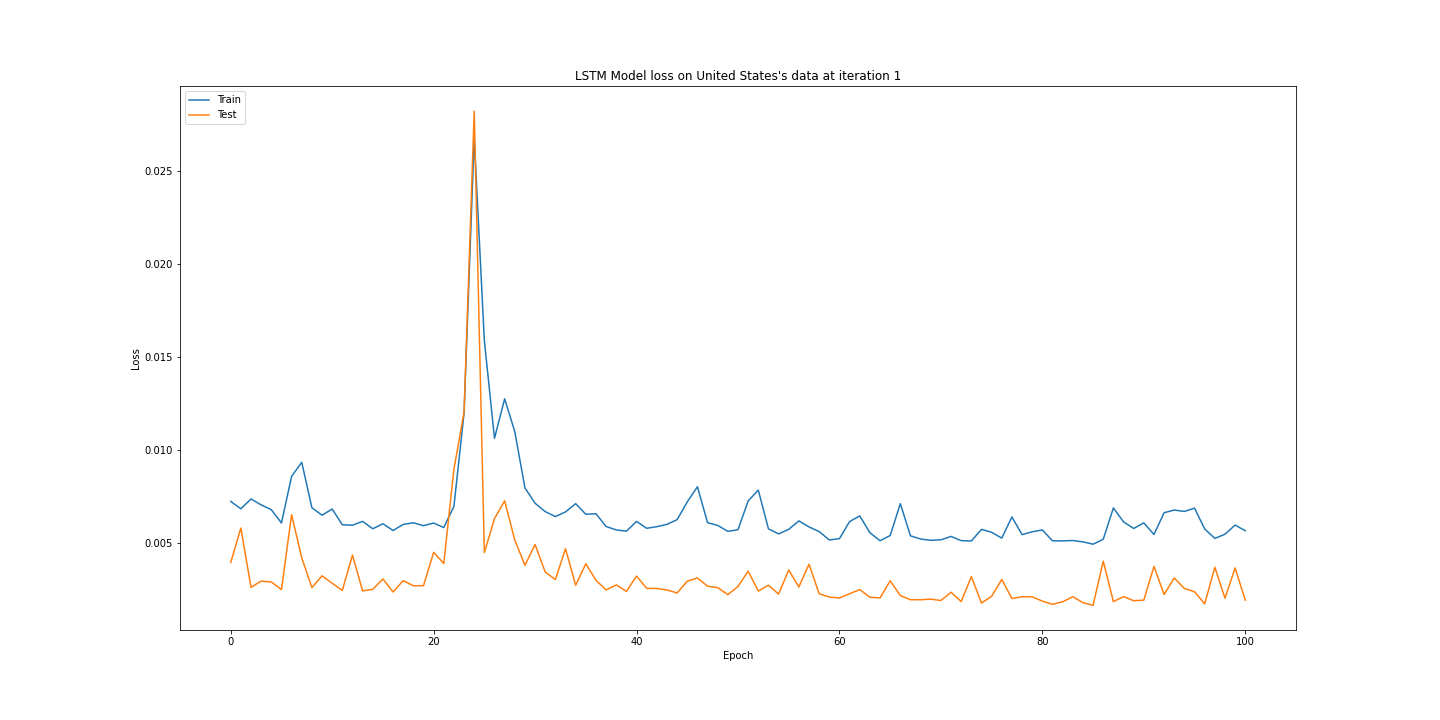 LSTM Model loss on United States's data at iteration 1
Train
Test
0.025
0.020
0.015
0.010
0.005
Loss
0 20 40 60 80 100
Epoch